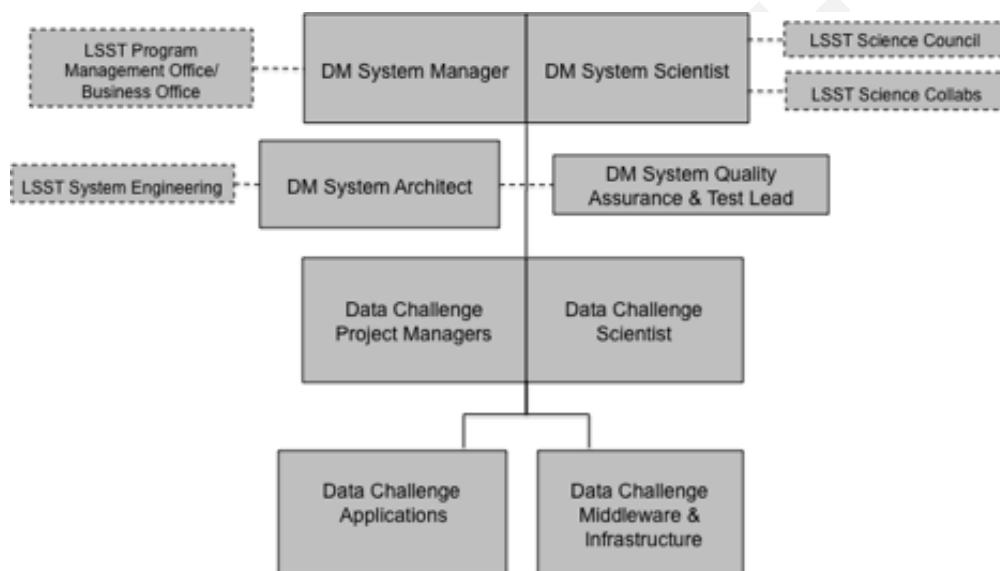 LSST Program
Management Office/
Business Office
DM System Manager
DM System Scientist
LSST Science Council
LSST Science Collabs
LSST System Engineering
DM System Architect
DM System Quality
Assurance & Test Lead
Data Challenge
Project Managers
Data Challenge
Scientist
Data Challenge
Applications
Data Challenge
Middleware &
Infrastructure